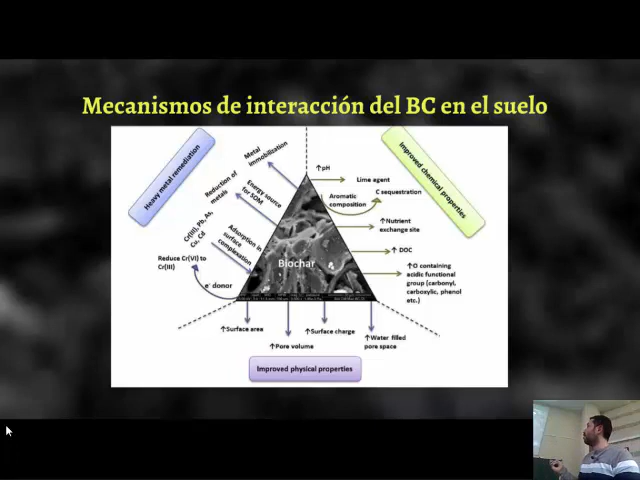 Mecanismos de interacción del BC en el suelo
Heavy metal remediation
Metal
immobilisation
Reduction of
metals
Energy source
for SOM
Cr(III), Pb, As,
Cu, Cd
Adsorption in
surface
complexation
Reduce Cr(VI) to
Cr(III)
e⁻ donor
Biochar
Improved chemical properties
↑pH
Lime agent
Aromatic
composition
C sequestration
↑Nutrient
exchange site
↑ DOC
↑O containing
acidic functional
group (carbonyl,
carboxylic, phenol
etc.)
↑Surface area
↑Pore volume
↑Surface charge
↑Water filled
pore space
Improved physical properties